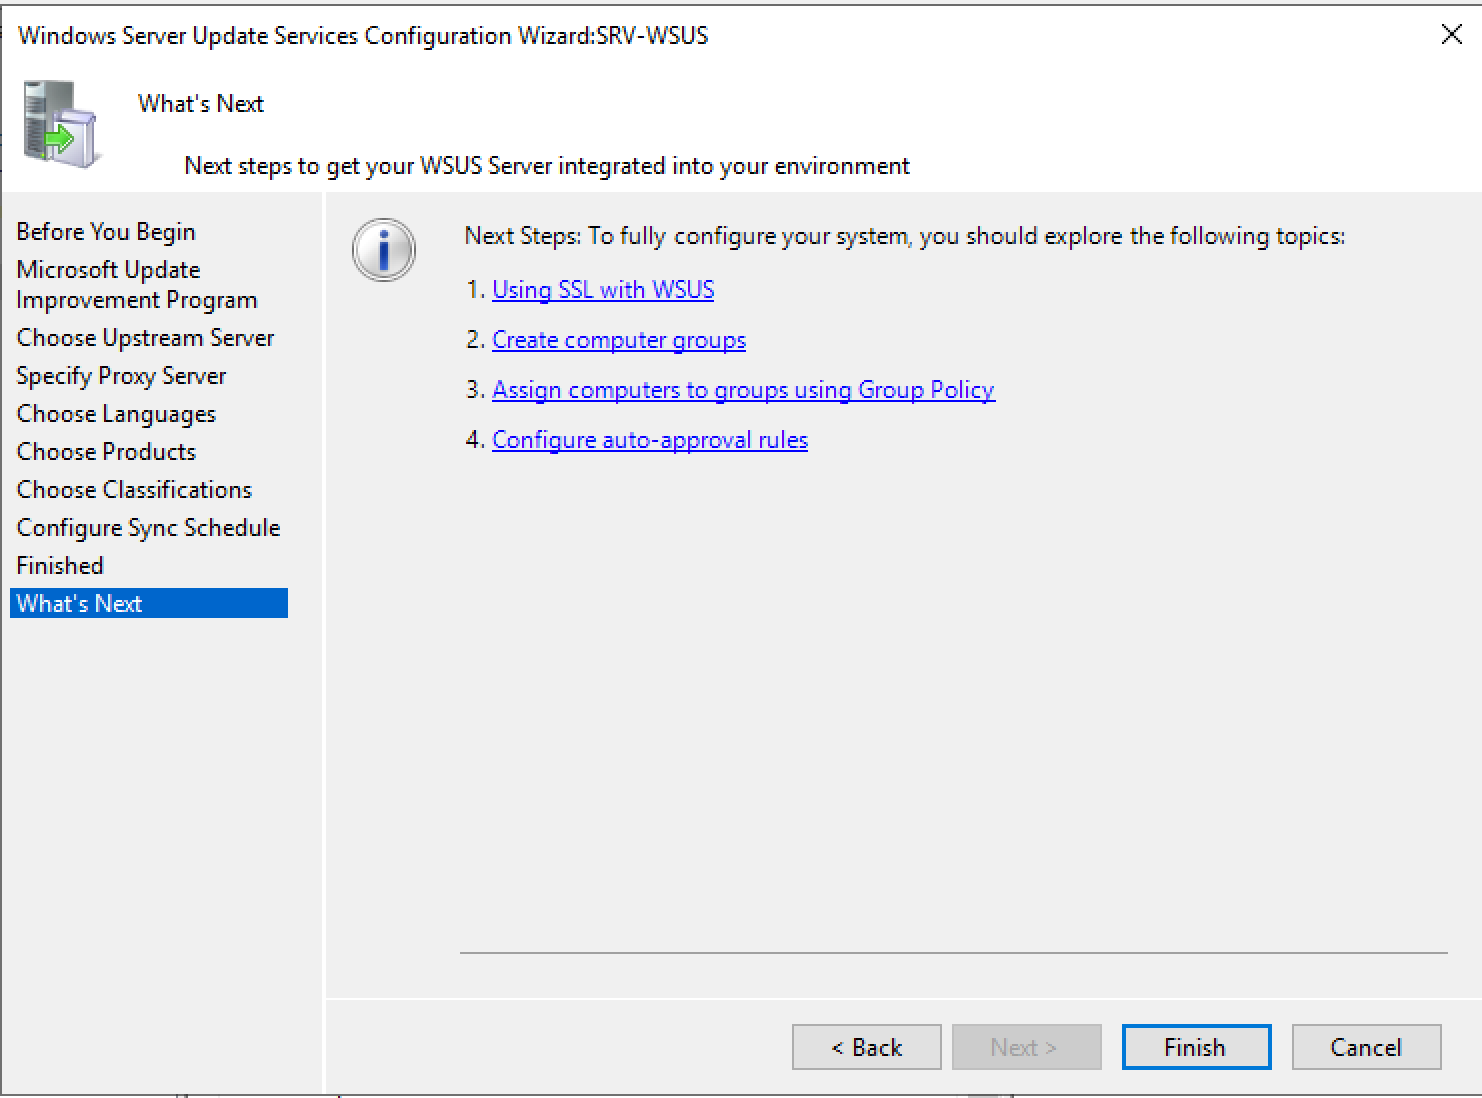 Windows Server Update Services Configuration Wizard:SRV-WSUS
What's Next
Next steps to get your WSUS Server integrated into your environment
Before You Begin
Microsoft Update
Improvement Program
Choose Upstream Server
Specify Proxy Server
Choose Languages
Choose Products
Choose Classifications
Configure Sync Schedule
Finished
What's Next
Next Steps: To fully configure your system, you should explore the following topics:
1. Using SSL with WSUS
2. Create computer groups
3. Assign computers to groups using Group Policy
4. Configure auto-approval rules
< Back
Next >
Finish
Cancel